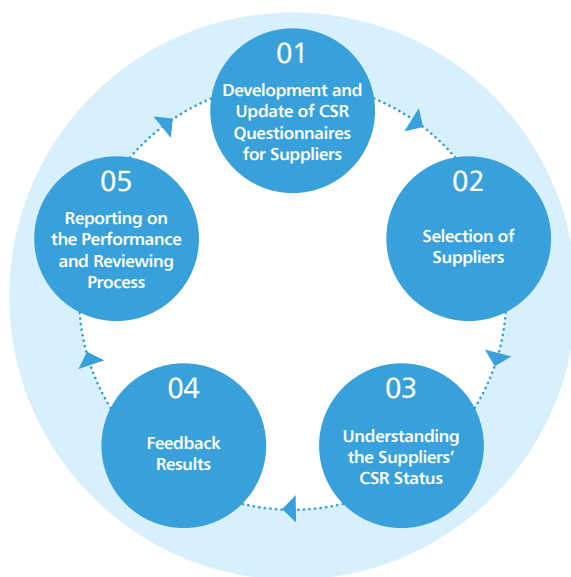 01
Development and
Update of CSR
Questionnaires
for Suppliers
02
Selection of
Suppliers
03
Understanding
the Suppliers'
CSR Status
04
Feedback
Results
05
Reporting on
the Performance
and Reviewing
Process